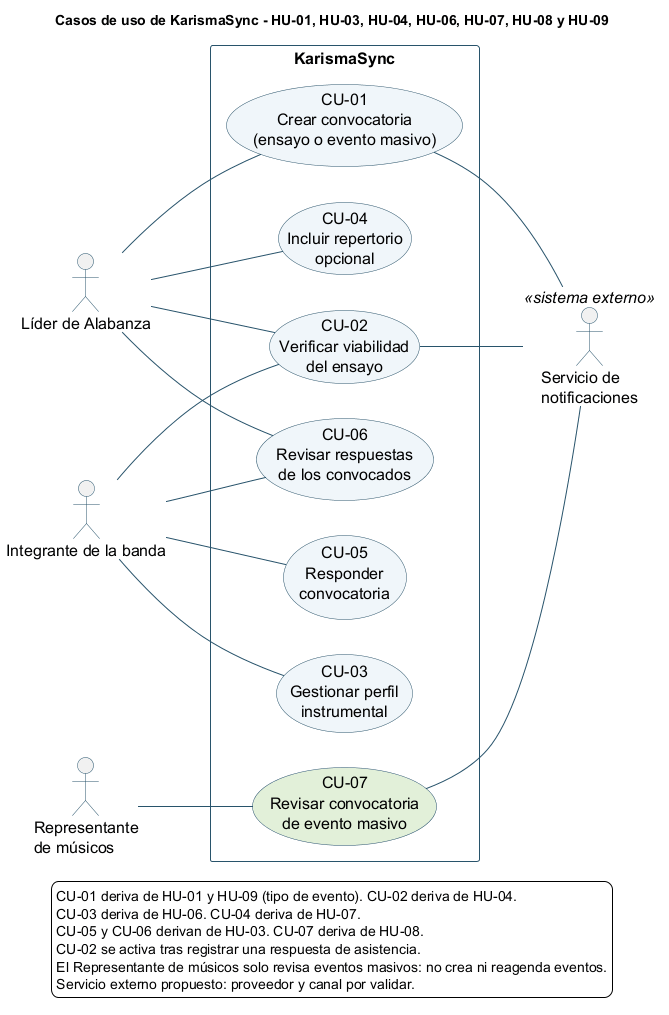 Casos de uso de KarismaSync - HU-01, HU-03, HU-04, HU-06, HU-07, HU-08 y HU-09
KarismaSync
CU-01
Crear convocatoria
(ensayo o evento masivo)
CU-04
Incluir repertorio
opcional
Líder de Alabanza
CU-02
Verificar viabilidad
del ensayo
«sistema externo»
Servicio de
notificaciones
CU-06
Revisar respuestas
de los convocados
Integrante de la banda
CU-05
Responder
convocatoria
CU-03
Gestionar perfil
instrumental
CU-07
Revisar convocatoria
de evento masivo
Representante
de músicos
CU-01 deriva de HU-01 y HU-09 (tipo de evento). CU-02 deriva de HU-04.
CU-03 deriva de HU-06. CU-04 deriva de HU-07.
CU-05 y CU-06 derivan de HU-03. CU-07 deriva de HU-08.
CU-02 se activa tras registrar una respuesta de asistencia.
El Representante de músicos solo revisa eventos masivos: no crea ni reagenda eventos.
Servicio externo propuesto: proveedor y canal por validar.